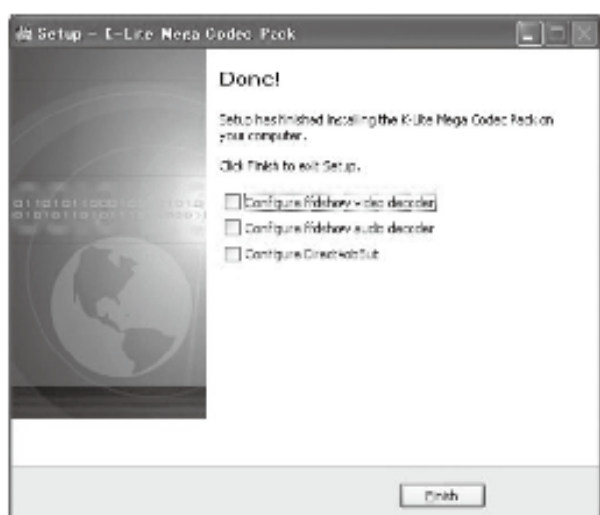 Setup - K-Lite Mega Codec Pack
Done!
Setup has finished installing the K-Lite Mega Codec Pack on
your computer.
Click Finish to exit Setup.
Configure ffdshow video decoder
Configure ffdshow audio decoder
Configure DirectVobSub
Finish